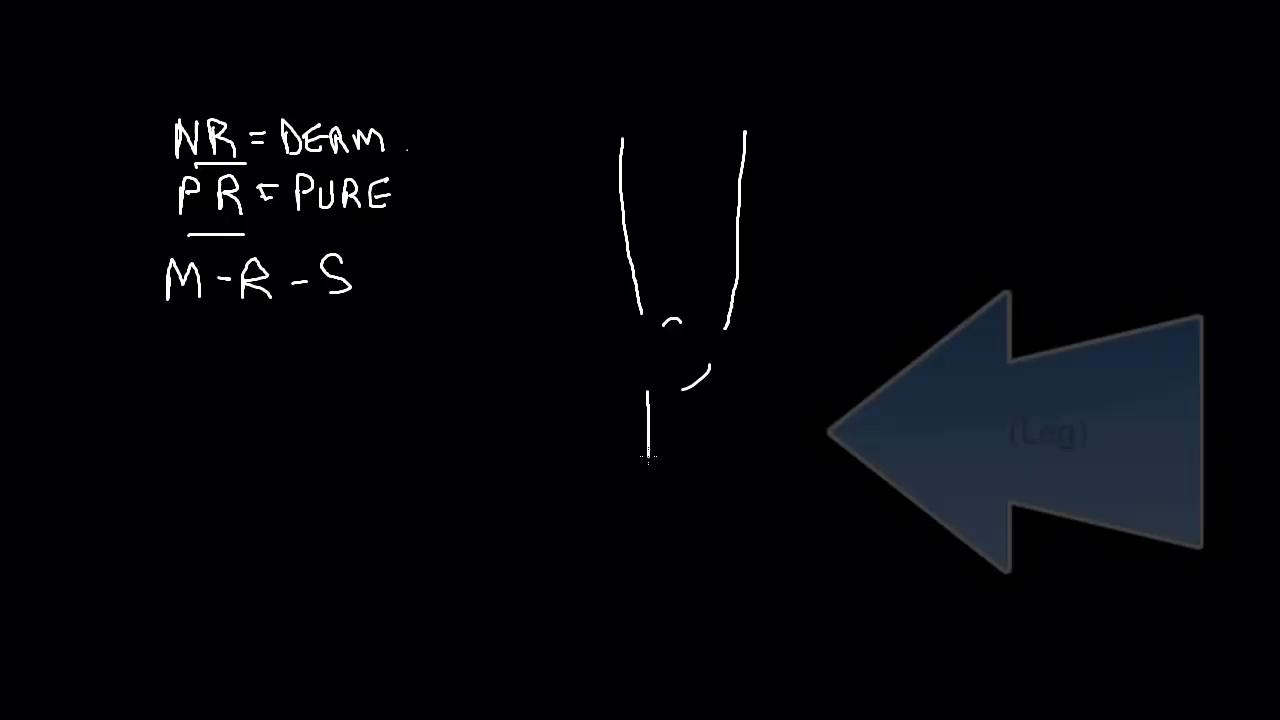 NR = DERM
PR = PURE
M-R-S
(Leg)